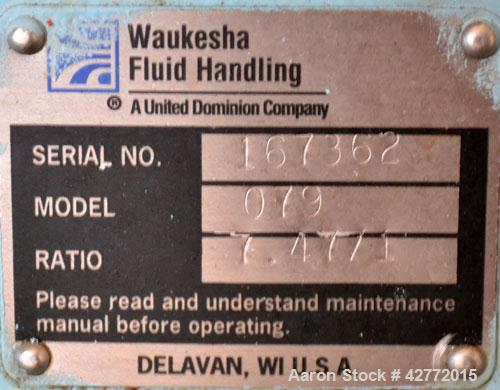 Waukesha
Fluid Handling
® A United Dominion Company
SERIAL NO. 167362
MODEL 079
RATIO 7.47/1
Please read and understand maintenance
manual before operating.
DELAVAN, WI U.S.A.
Aaron Stock # 42772015